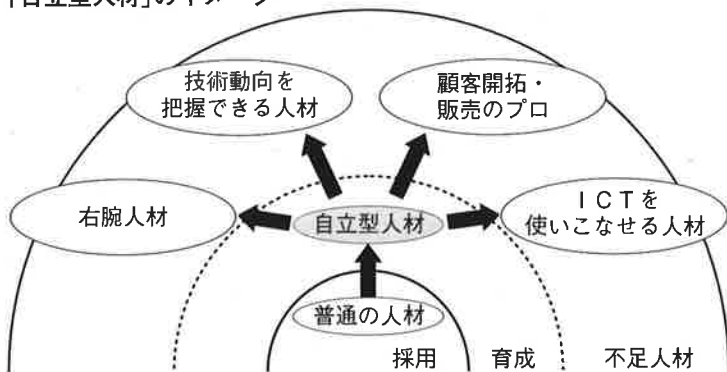 「自立型人材」のイメージ
技術動向を
把握できる人材
顧客開拓・
販売のプロ
右腕人材
自立型人材
ICTを
使いこなせる人材
普通の人材
採用
育成
不足人材